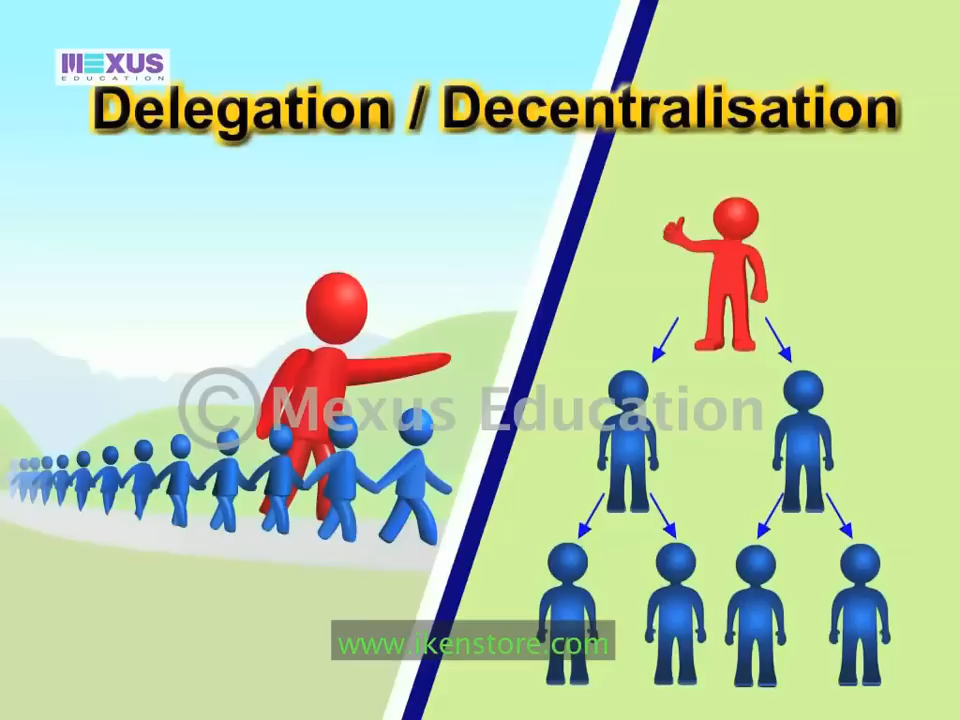 MEXUS
EDUCATION
Delegation / Decentralisation
© Mexus Education
www.ikenstore.com